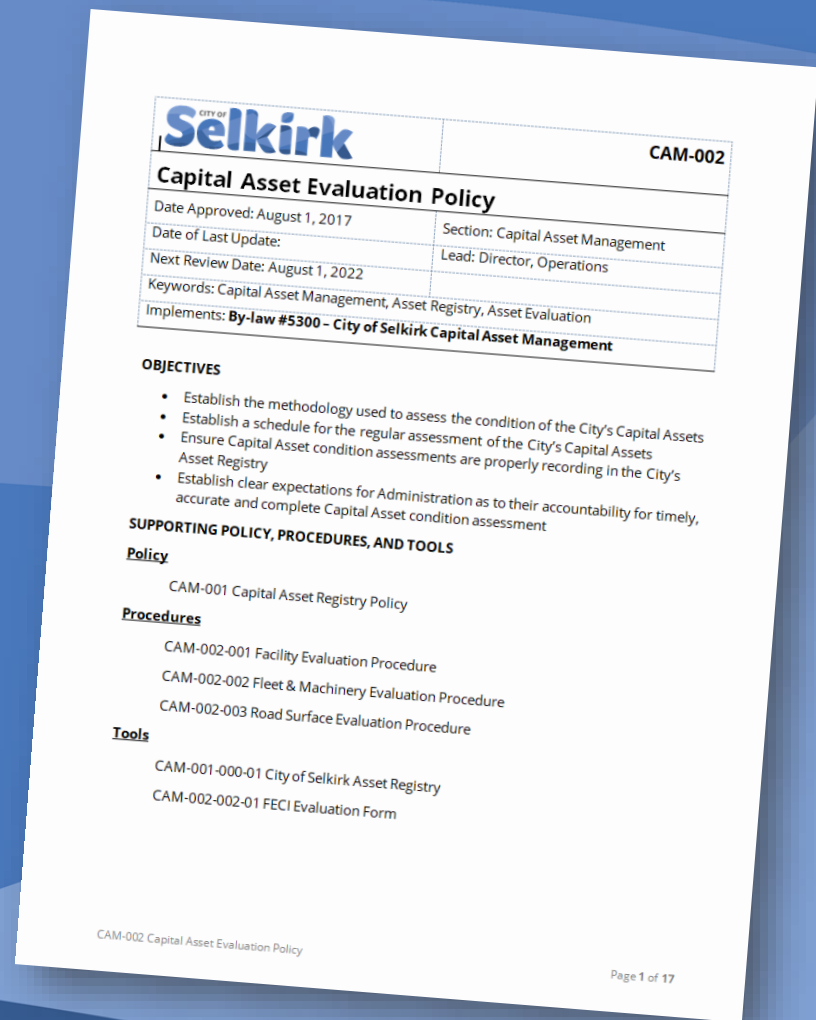 CITY OF
Selkirk
CAM-002
Capital Asset Evaluation Policy
Date Approved: August 1, 2017
Section: Capital Asset Management
Date of Last Update:
Lead: Director, Operations
Next Review Date: August 1, 2022
Keywords: Capital Asset Management, Asset Registry, Asset Evaluation
Implements: By-law #5300 – City of Selkirk Capital Asset Management
OBJECTIVES
• Establish the methodology used to assess the condition of the City's Capital Assets
• Establish a schedule for the regular assessment of the City's Capital Assets
• Ensure Capital Asset condition assessments are properly recording in the City's
Asset Registry
• Establish clear expectations for Administration as to their accountability for timely,
accurate and complete Capital Asset condition assessment
SUPPORTING POLICY, PROCEDURES, AND TOOLS
Policy
CAM-001 Capital Asset Registry Policy
Procedures
CAM-002-001 Facility Evaluation Procedure
CAM-002-002 Fleet & Machinery Evaluation Procedure
CAM-002-003 Road Surface Evaluation Procedure
Tools
CAM-001-000-01 City of Selkirk Asset Registry
CAM-002-002-01 FECI Evaluation Form
CAM-002 Capital Asset Evaluation Policy
Page 1 of 17